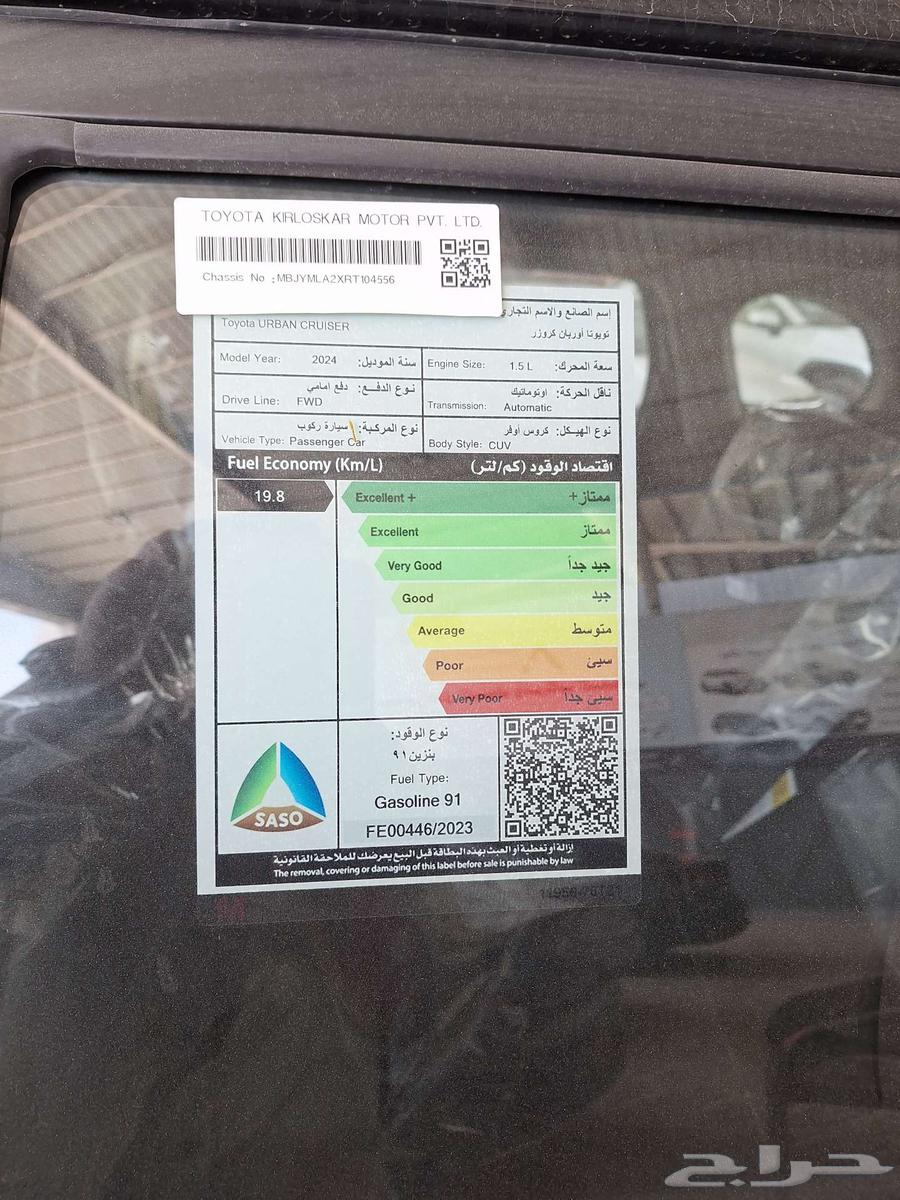 TOYOTA KIRLOSKAR MOTOR PVT. LTD.
Chassis No :MBJYMLA2XRT104556
إسم الصانع والاسم التجاري
Toyota URBAN CRUISER
تويوتا أوربان كروزر
Model Year: 2024 سنة الموديل:
Engine Size: 1.5 L سعة المحرك:
نوع الدفع: دفع امامي
Drive Line: FWD
ناقل الحركة: اوتوماتيك
Transmission: Automatic
نوع المركبة: سيارة ركوب
Vehicle Type: Passenger Car
نوع الهيكل: كروس أوفر
Body Style: CUV
Fuel Economy (Km/L) اقتصاد الوقود (كم/لتر)
19.8
Excellent + ممتاز+
Excellent ممتاز
Very Good جيد جداً
Good جيد
Average متوسط
Poor سيئ
Very Poor سيئ جداً
SASO
نوع الوقود:
بنزين ٩١
Fuel Type:
Gasoline 91
FE00446/2023
إزالة أو تغطية أو العبث بهذه البطاقة قبل البيع يعرضك للملاحقة القانونية
The removal, covering or damaging of this label before sale is punishable by law
حراج